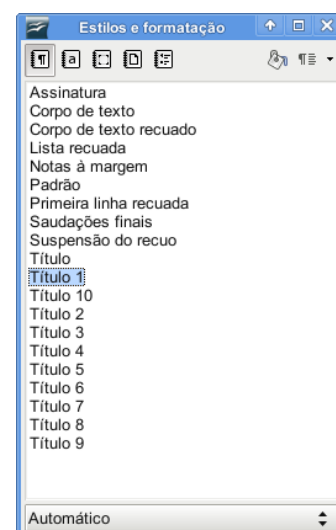 Estilos e formatação
Assinatura
Corpo de texto
Corpo de texto recuado
Lista recuada
Notas à margem
Padrão
Primeira linha recuada
Saudações finais
Suspensão do recuo
Título
Título 1
Título 10
Título 2
Título 3
Título 4
Título 5
Título 6
Título 7
Título 8
Título 9
Automático